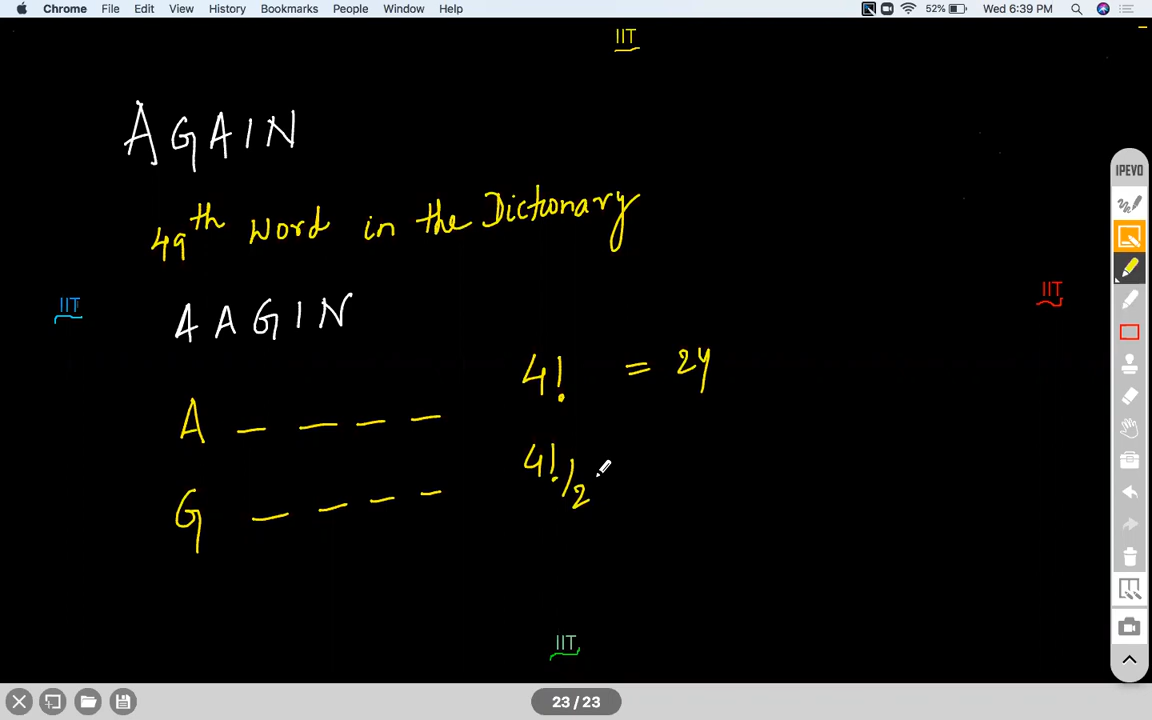 Chrome File Edit View History Bookmarks People Window Help 52% Wed 6:39 PM
IIT
AGAIN
49th word in the Dictionary
IPEVO
IIT
IIT
AAGIN
4! = 24
A _ _ _ _
4!/2
G _ _ _ _
IIT
23 / 23